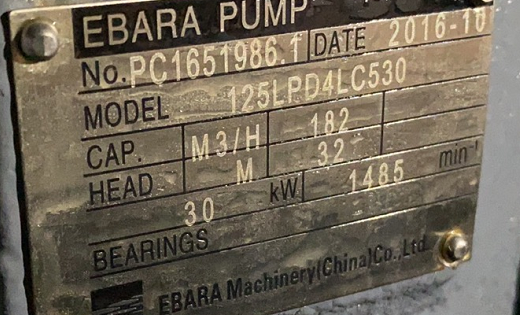 EBARA PUMP
No. PC1651986.1 DATE 2016-10
MODEL 125LPD4LC530
CAP. M3/H 182
HEAD M 32
30 kW 1485 min⁻¹
BEARINGS
EBARA Machinery(China)Co.,Ltd.